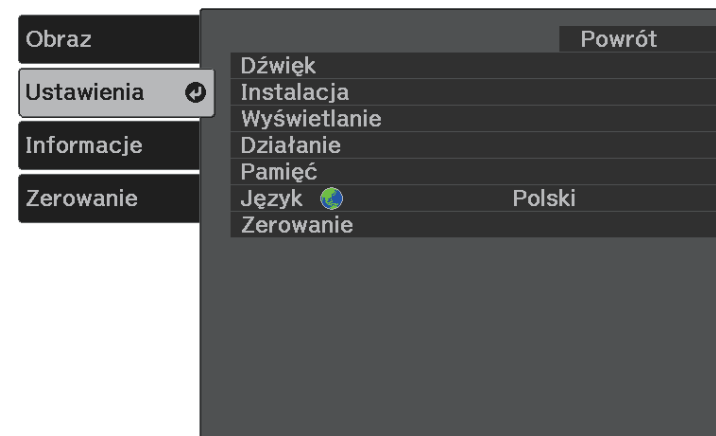 Obraz
Ustawienia
Informacje
Zerowanie
Powrót
Dźwięk
Instalacja
Wyświetlanie
Działanie
Pamięć
Język Polski
Zerowanie